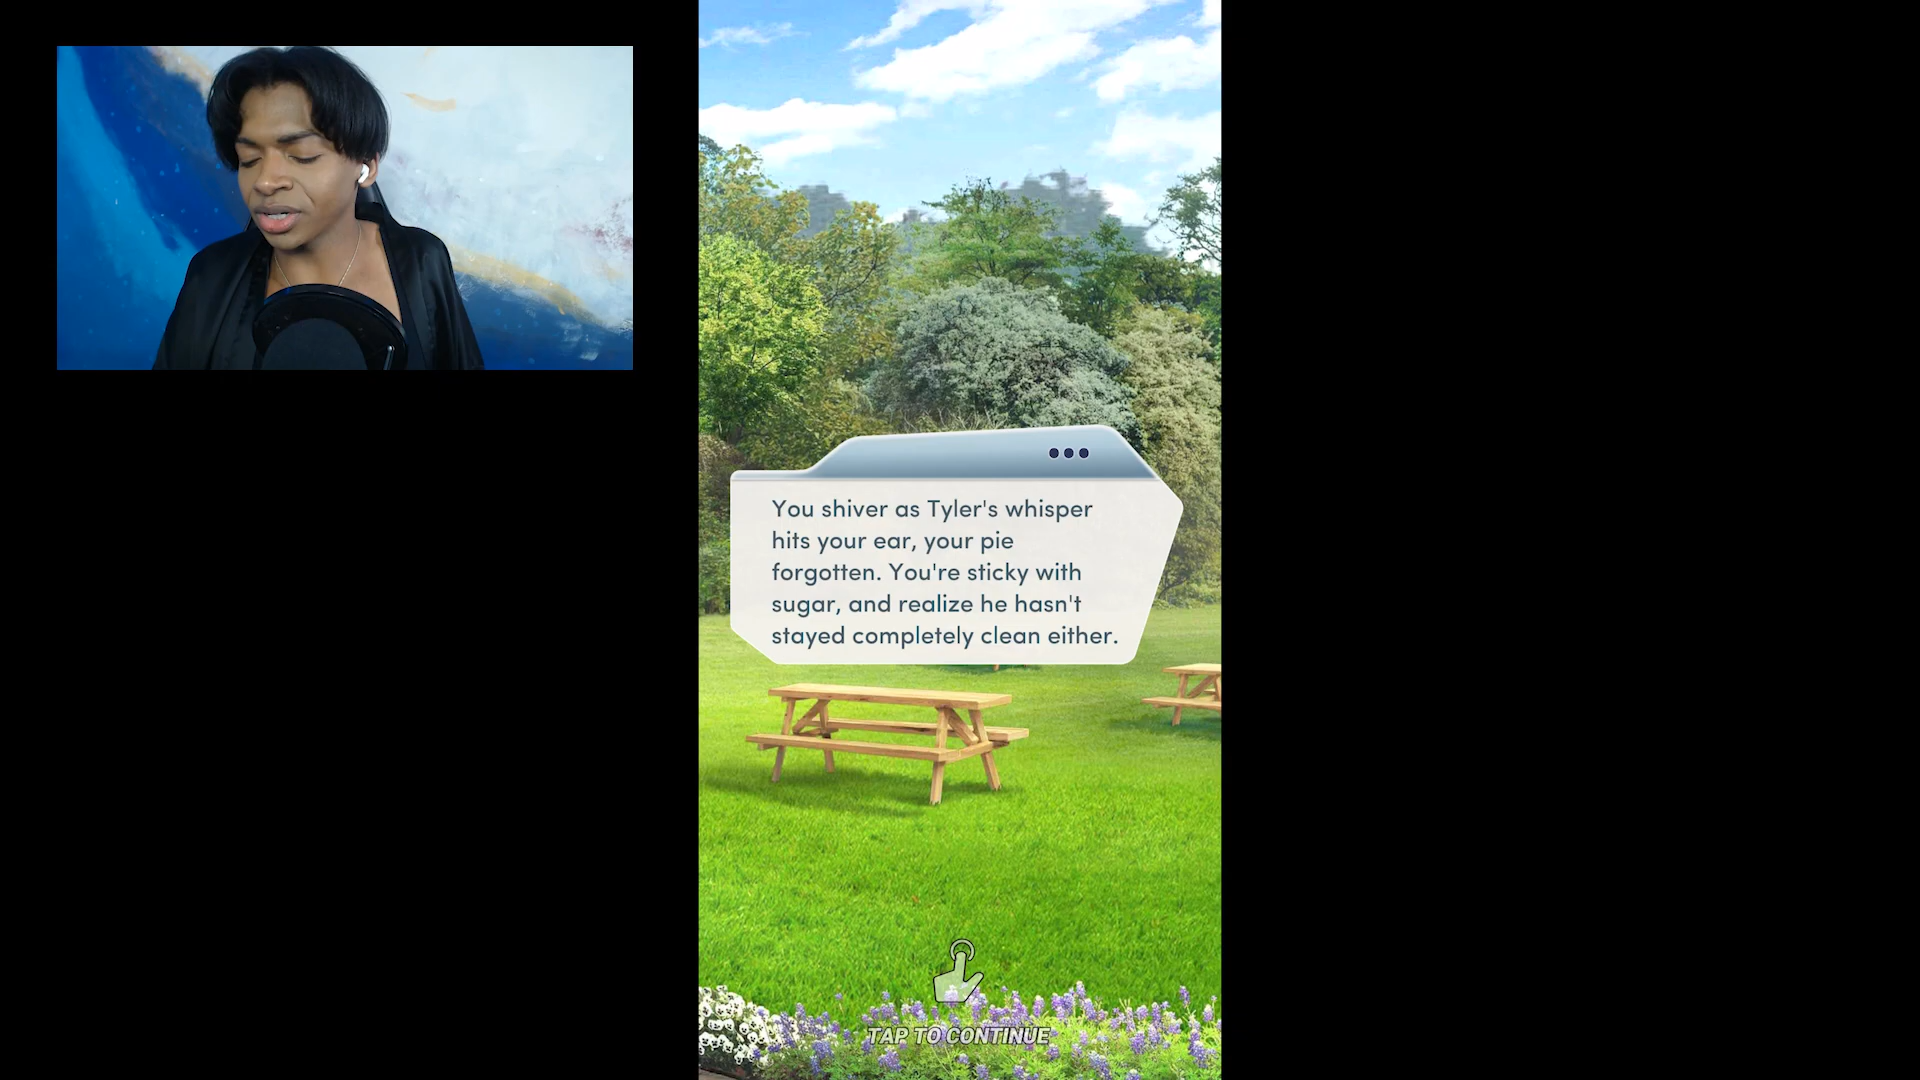 You shiver as Tyler's whisper
hits your ear, your pie
forgotten. You're sticky with
sugar, and realize he hasn't
stayed completely clean either.
TAP TO CONTINUE